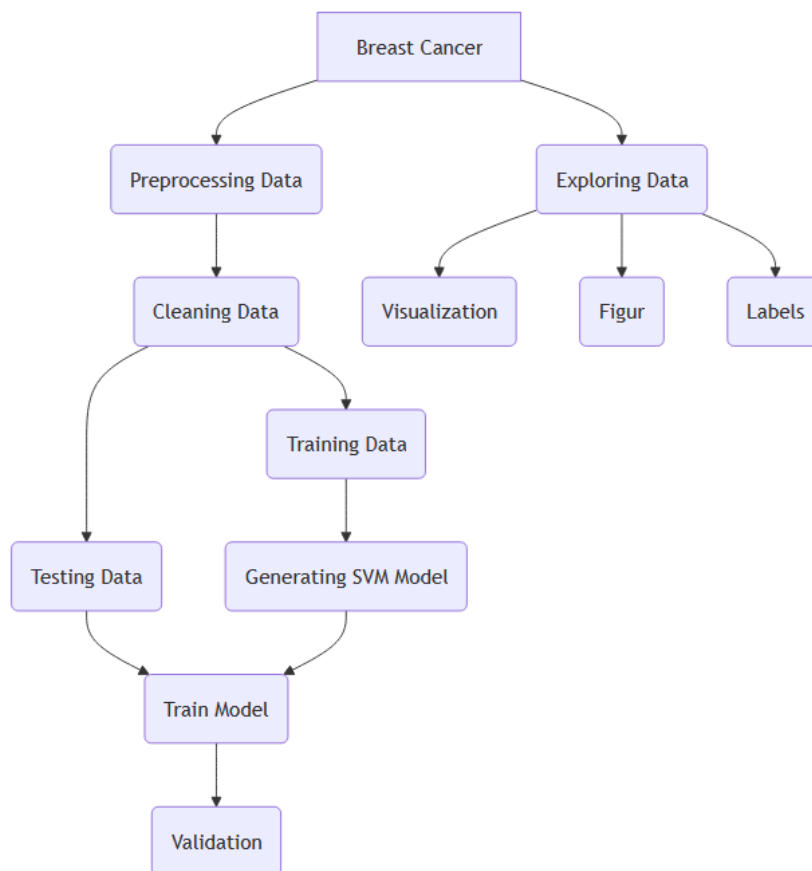 Breast Cancer
Preprocessing Data
Exploring Data
Cleaning Data
Visualization
Figur
Labels
Training Data
Testing Data
Generating SVM Model
Train Model
Validation